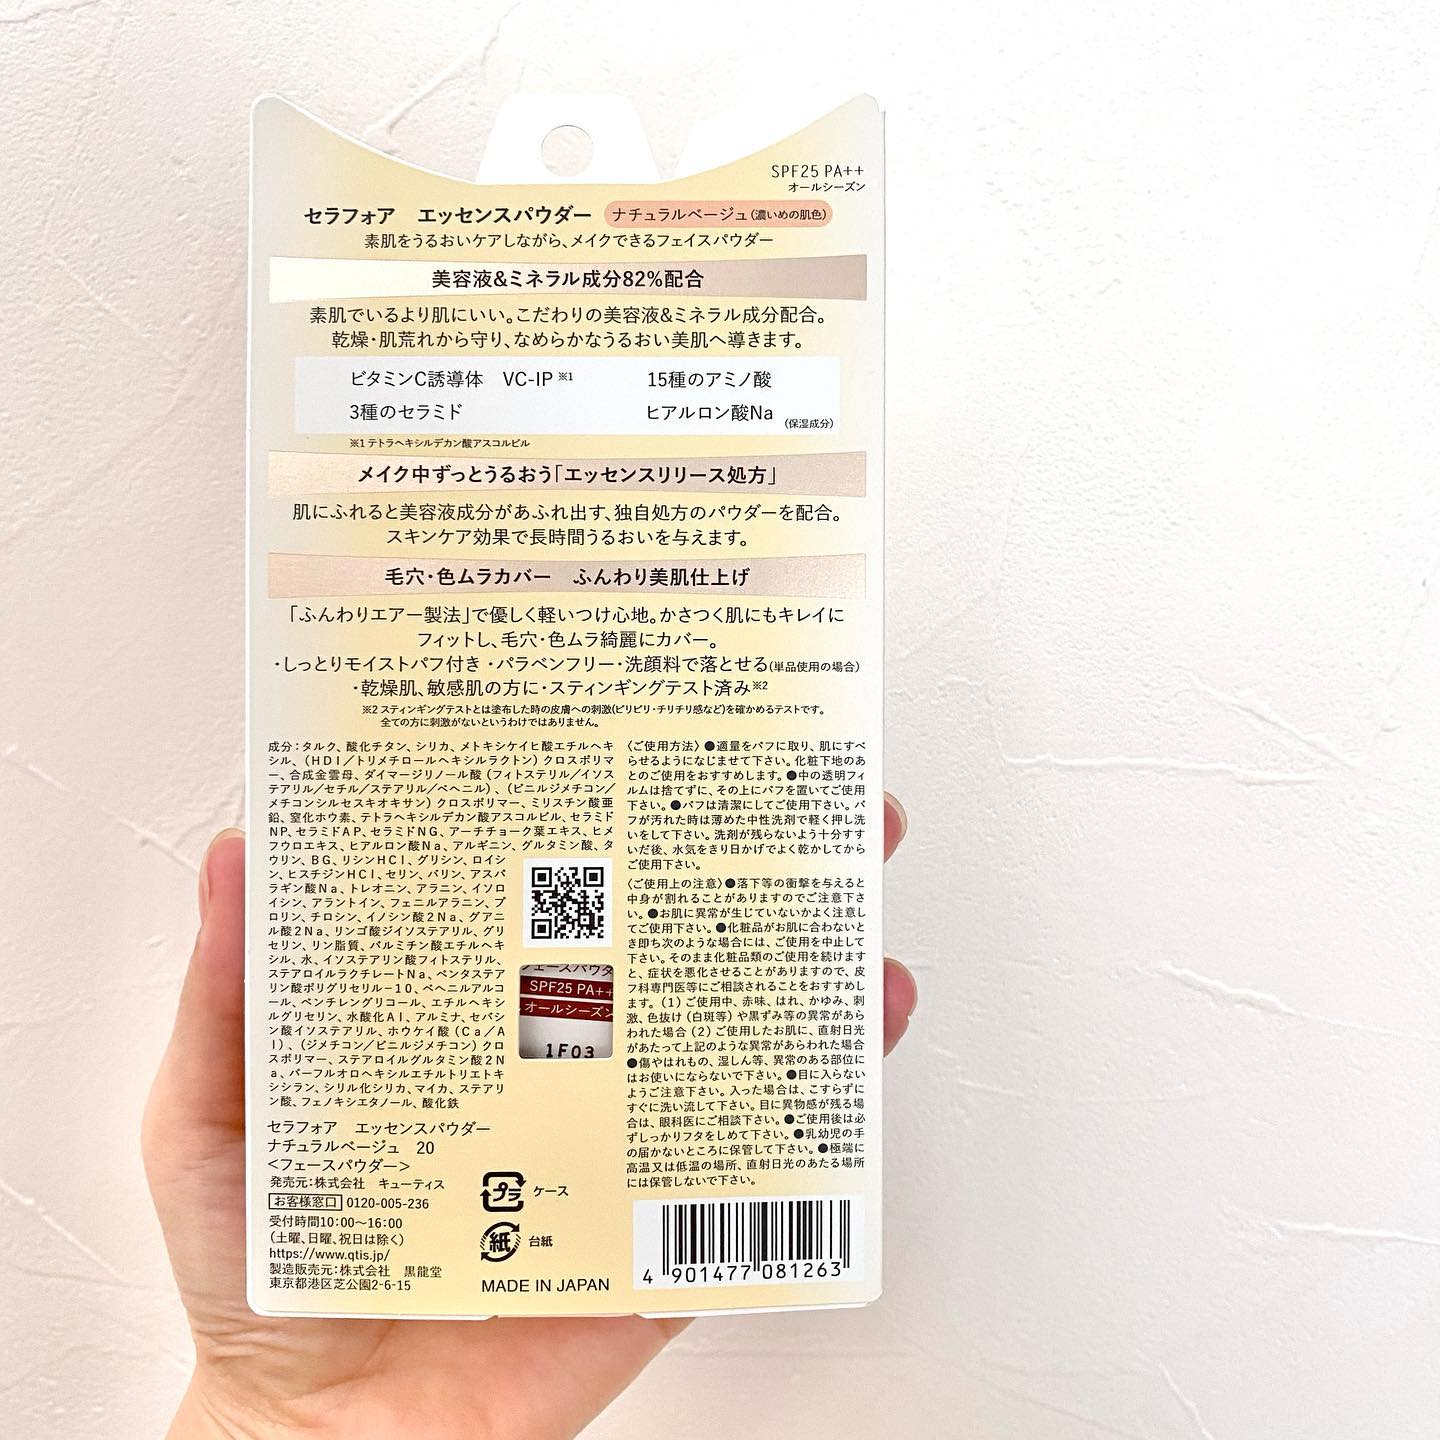 SPF25 PA++
オールシーズン
セラフォア エッセンスパウダー ナチュラルベージュ(濃いめの肌色)
素肌をうるおいケアしながら、メイクできるフェイスパウダー
美容液&ミネラル成分82%配合
素肌でいるより肌にいい。こだわりの美容液&ミネラル成分配合。
乾燥・肌荒れから守り、なめらかなうるおい美肌へ導きます。
ビタミンC誘導体 VC-IP※1 15種のアミノ酸
3種のセラミド ヒアルロン酸Na (保湿成分)
※1 テトラヘキシルデカン酸アスコルビル
メイク中ずっとうるおう「エッセンスリリース処方」
肌にふれると美容液成分があふれ出す、独自処方のパウダーを配合。
スキンケア効果で長時間うるおいを与えます。
毛穴・色ムラカバー ふんわり美肌仕上げ
「ふんわりエアー製法」で優しく軽いつけ心地。かさつく肌にもキレイに
フィットし、毛穴・色ムラ綺麗にカバー。
・しっとりモイストパフ付き・パラベンフリー・洗顔料で落とせる(単品使用の場合)
・乾燥肌、敏感肌の方に・スティンギングテスト済み※2
※2 スティンギングテストとは塗布した時の皮膚への刺激(ピリピリ・チリチリ感など)を確かめるテストです。
全ての方に刺激がないというわけではありません。
成分:タルク、酸化チタン、シリカ、メトキシケイヒ酸エチルヘキ
シル、(HDI/トリメチロールヘキシルラクトン)クロスポリマ
ー、合成金雲母、ダイマージリノール酸(フィトステリル/イソス
テアリル/セチル/ステアリル/ベヘニル)、(ビニルジメチコン/
メチコンシルセスキオキサン)クロスポリマー、ミリスチン酸亜
鉛、窒化ホウ素、テトラヘキシルデカン酸アスコルビル、セラミド
NP、セラミドAP、セラミドNG、アーチチョーク葉エキス、ヒメ
フウロエキス、ヒアルロン酸Na、アルギニン、グルタミン酸、タ
ウリン、BG、リシンHCl、グリシン、ロイシ
ン、ヒスチジンHCl、セリン、バリン、アスパ
ラギン酸Na、トレオニン、アラニン、イソロ
イシン、アラントイン、フェニルアラニン、プ
ロリン、チロシン、イノシン酸2Na、グアニ
ル酸2Na、リンゴ酸ジイソステアリル、グリ
セリン、リン脂質、パルミチン酸エチルヘキ
シル、水、イソステアリン酸フィトステリル、
ステアロイルラクチレートNa、ペンタステア
リン酸ポリグリセリル-10、ベヘニルアルコ
ール、ペンチレングリコール、エチルヘキシ
ルグリセリン、水酸化Al、アルミナ、セバシ
ン酸イソステアリル、ホウケイ酸(Ca/A
l)、(ジメチコン/ビニルジメチコン)クロ
スポリマー、ステアロイルグルタミン酸2N
a、パーフルオロヘキシルエチルトリエトキ
シシラン、シリル化シリカ、マイカ、ステアリ
ン酸、フェノキシエタノール、酸化鉄
セラフォア エッセンスパウダー
ナチュラルベージュ 20
<フェースパウダー>
発売元:株式会社 キューティス
お客様窓口 0120-005-236
受付時間10:00~16:00
(土曜、日曜、祝日は除く)
https://www.qtis.jp/
製造販売元:株式会社 黒龍堂
東京都港区芝公園2-6-15
フェースパウダ
SPF25 PA++
オールシーズン
1F03
プラ ケース
紙 台紙
MADE IN JAPAN
〈ご使用方法〉●適量をパフに取り、肌にすべ
らせるようになじませて下さい。化粧下地のあ
とのご使用をおすすめします。●中の透明フィ
ルムは捨てずに、その上にパフを置いてご使用
下さい。●パフは清潔にしてご使用下さい。パ
フが汚れた時は薄めた中性洗剤で軽く押し洗
いをして下さい。洗剤が残らないよう十分すす
いだ後、水気をきり日かげでよく乾かしてから
ご使用下さい。
〈ご使用上の注意〉●落下等の衝撃を与えると
中身が割れることがありますのでご注意下さ
い。●お肌に異常が生じていないかよく注意し
てご使用下さい。●化粧品がお肌に合わないと
き即ち次のような場合には、ご使用を中止して
下さい。そのまま化粧品類のご使用を続けます
と、症状を悪化させることがありますので、皮
フ科専門医等にご相談されることをおすすめし
ます。(1)ご使用中、赤味、はれ、かゆみ、刺
激、色抜け(白斑等)や黒ずみ等の異常があら
われた場合(2)ご使用したお肌に、直射日光
があたって上記のような異常があらわれた場合
●傷やはれもの、湿しん等、異常のある部位に
はお使いにならないで下さい。●目に入らない
ようご注意下さい。入った場合は、こすらずに
すぐに洗い流して下さい。目に異物感が残る場
合は、眼科医にご相談下さい。●ご使用後は必
ずしっかりフタをしめて下さい。●乳幼児の手
の届かないところに保管して下さい。●極端に
高温又は低温の場所、直射日光のあたる場所
には保管しないで下さい。
4 901477 081263